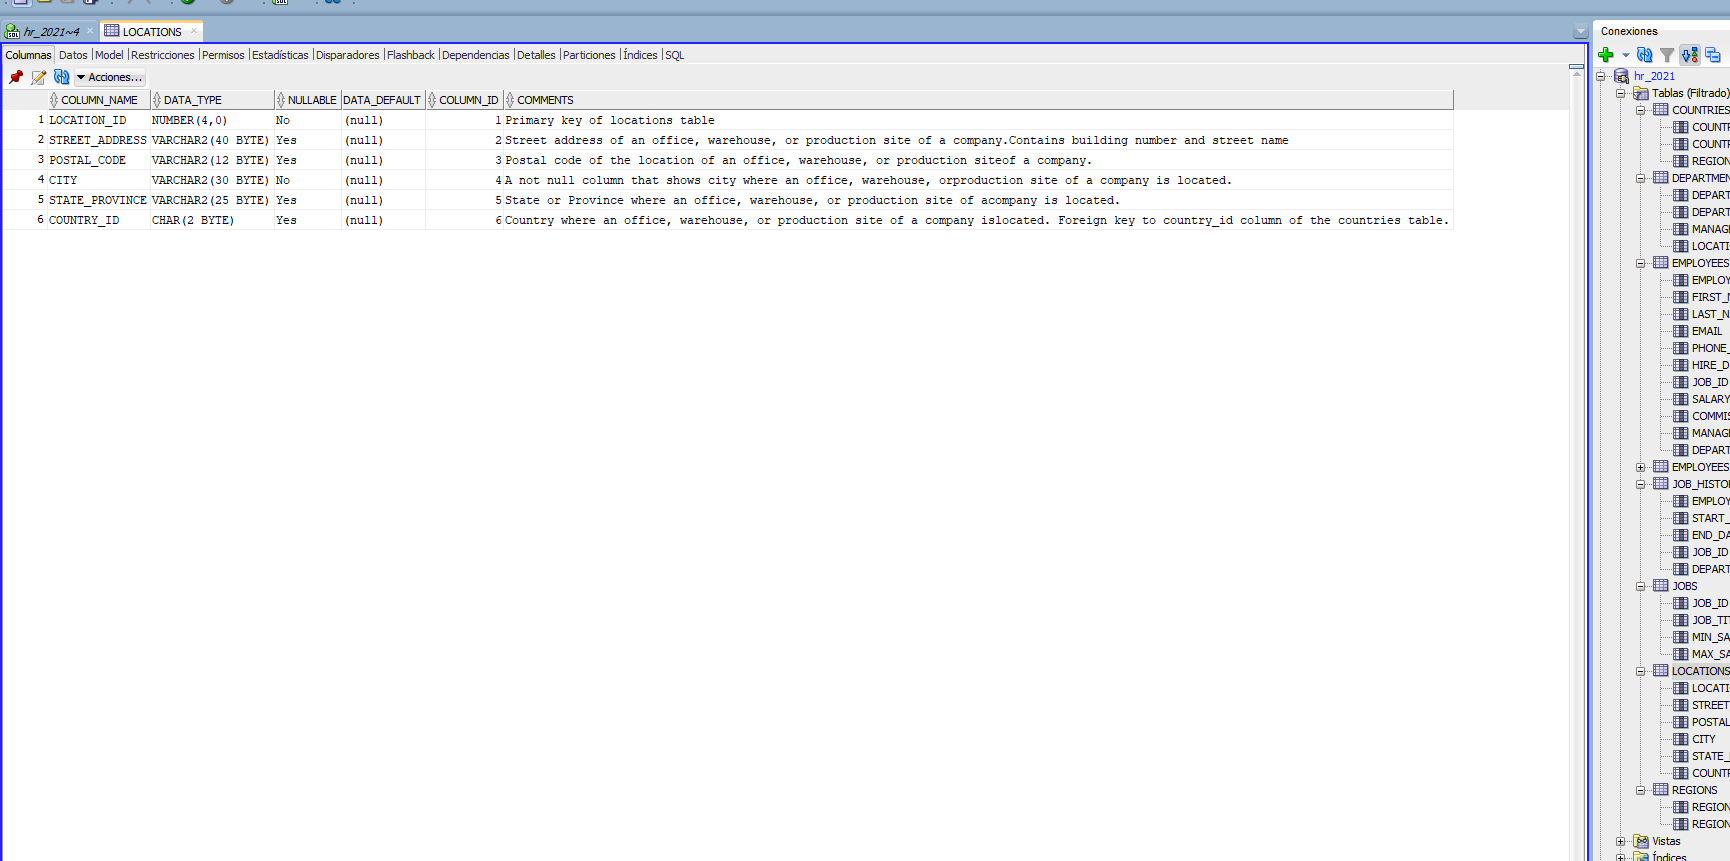 hr_2021~4 LOCATIONS
Columnas Datos Model Restricciones Permisos Estadísticas Disparadores Flashback Dependencias Detalles Particiones Índices SQL
Acciones...
COLUMN_NAME DATA_TYPE NULLABLE DATA_DEFAULT COLUMN_ID COMMENTS
1 LOCATION_ID NUMBER(4,0) No (null) 1 Primary key of locations table
2 STREET_ADDRESS VARCHAR2(40 BYTE) Yes (null) 2 Street address of an office, warehouse, or production site of a company.Contains building number and street name
3 POSTAL_CODE VARCHAR2(12 BYTE) Yes (null) 3 Postal code of the location of an office, warehouse, or production siteof a company.
4 CITY VARCHAR2(30 BYTE) No (null) 4 A not null column that shows city where an office, warehouse, orproduction site of a company is located.
5 STATE_PROVINCE VARCHAR2(25 BYTE) Yes (null) 5 State or Province where an office, warehouse, or production site of acompany is located.
6 COUNTRY_ID CHAR(2 BYTE) Yes (null) 6 Country where an office, warehouse, or production site of a company islocated. Foreign key to country_id column of the countries table.
Conexiones
hr_2021
Tablas (Filtrado)
COUNTRIES
COUNTR
COUNTR
REGION
DEPARTMEN
DEPART
DEPART
MANAG
LOCATI
EMPLOYEES
EMPLOY
FIRST_N
LAST_N
EMAIL
PHONE_
HIRE_D
JOB_ID
SALARY
COMMIS
MANAG
DEPART
EMPLOYEES
JOB_HISTO
EMPLOY
START_
END_DA
JOB_ID
DEPART
JOBS
JOB_ID
JOB_TIT
MIN_SA
MAX_SA
LOCATIONS
LOCATI
STREET
POSTAL
CITY
STATE_
COUNTR
REGIONS
REGION
REGION
Vistas
Índices